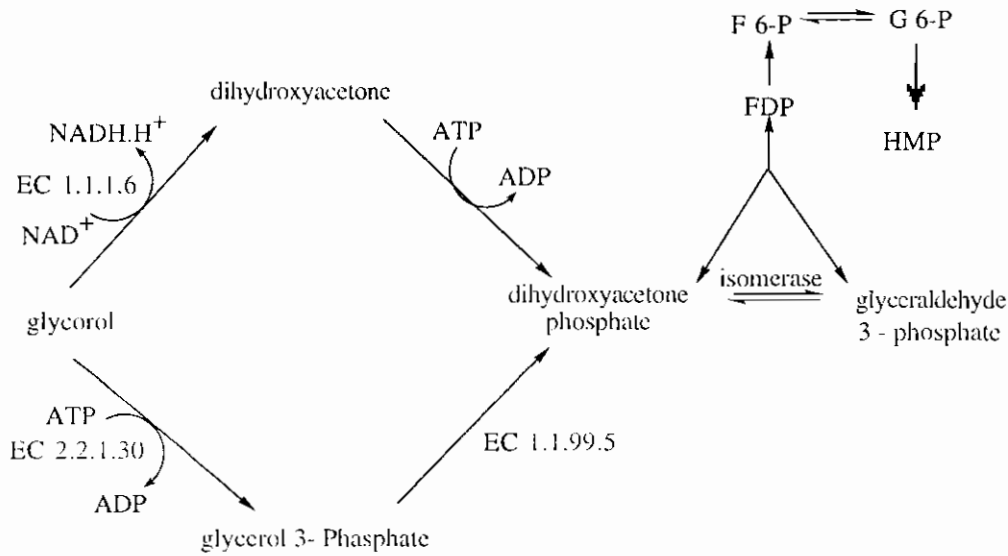 F 6-P
G 6-P
dihydroxyacetone
FDP
NADH.H+
ATP
HMP
EC 1.1.1.6
ADP
NAD+
isomerase
dihydroxyacetone
phosphate
glyceraldehyde
3 - phosphate
glycorol
ATP
EC 2.2.1.30
EC 1.1.99.5
ADP
glycerol 3- Phasphate